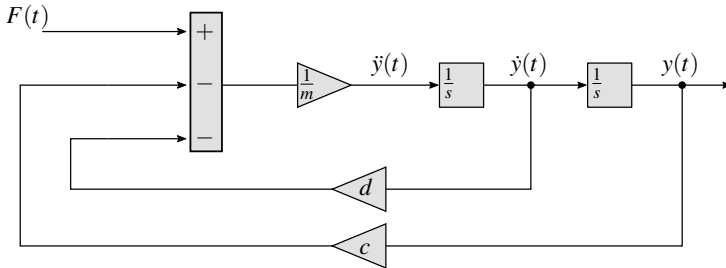 F(t)
+
−
−
1/m
ÿ(t)
1/s
ẏ(t)
1/s
y(t)
d
c